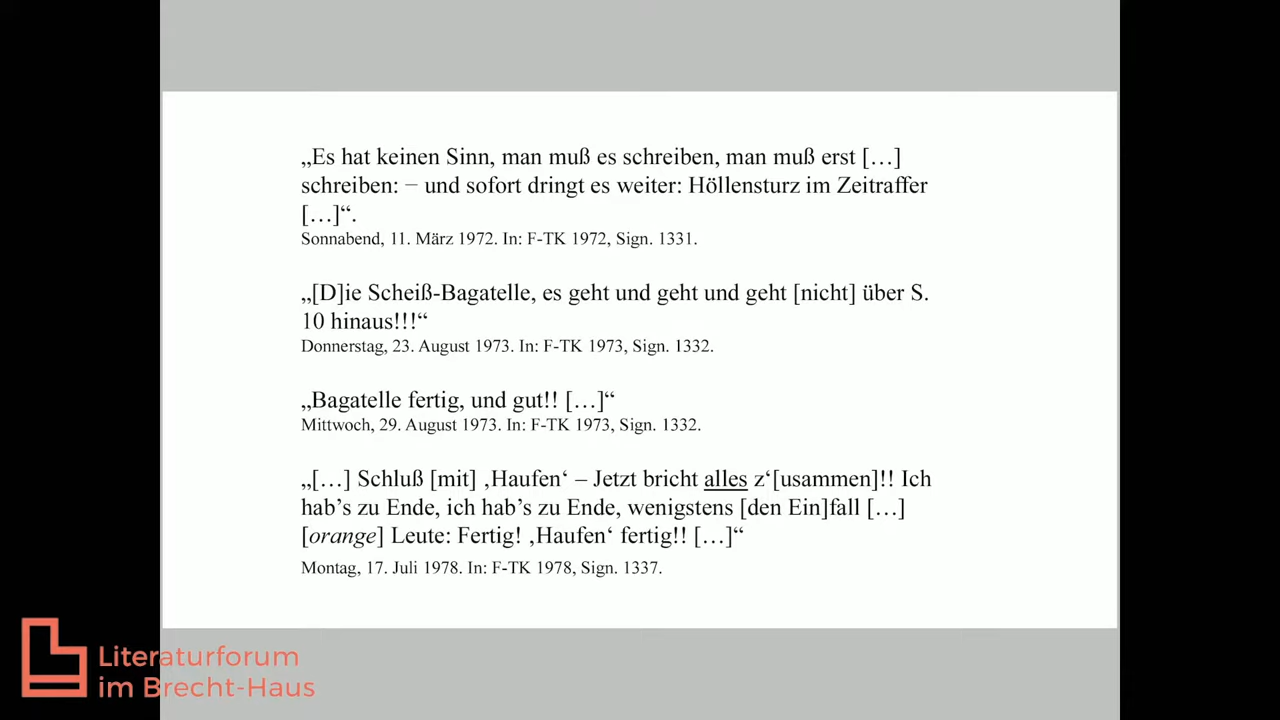 „Es hat keinen Sinn, man muß es schreiben, man muß erst […]
schreiben: − und sofort dringt es weiter: Höllensturz im Zeitraffer
[…]“.
Sonnabend, 11. März 1972. In: F-TK 1972, Sign. 1331.
„[D]ie Scheiß-Bagatelle, es geht und geht und geht [nicht] über S.
10 hinaus!!!“
Donnerstag, 23. August 1973. In: F-TK 1973, Sign. 1332.
„Bagatelle fertig, und gut!! […]“
Mittwoch, 29. August 1973. In: F-TK 1973, Sign. 1332.
„[…] Schluß [mit] ‚Haufen‘ – Jetzt bricht alles z‘[usammen]!! Ich
hab’s zu Ende, ich hab’s zu Ende, wenigstens [den Ein]fall […]
[orange] Leute: Fertig! ‚Haufen‘ fertig!! […]“
Montag, 17. Juli 1978. In: F-TK 1978, Sign. 1337.
Literaturforum
im Brecht-Haus